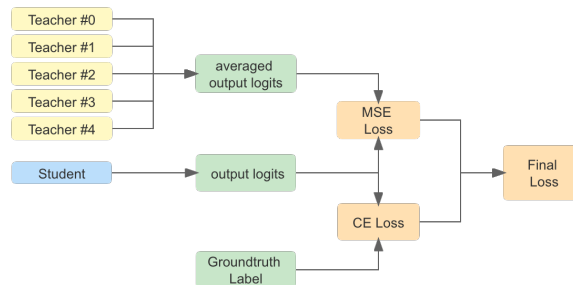 Teacher #0
Teacher #1
Teacher #2
Teacher #3
Teacher #4
averaged
output logits
MSE
Loss
Student
output logits
Final
Loss
CE Loss
Groundtruth
Label